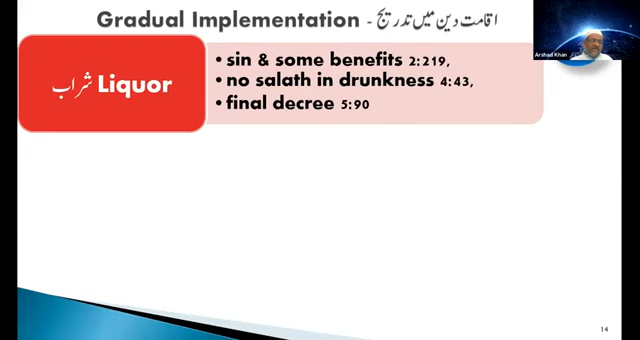 Gradual Implementation - اقامت دین میں تدریج
شراب Liquor
• sin & some benefits 2:219,
• no salath in drunkness 4:43,
• final decree 5:90
Arshad Khan
14